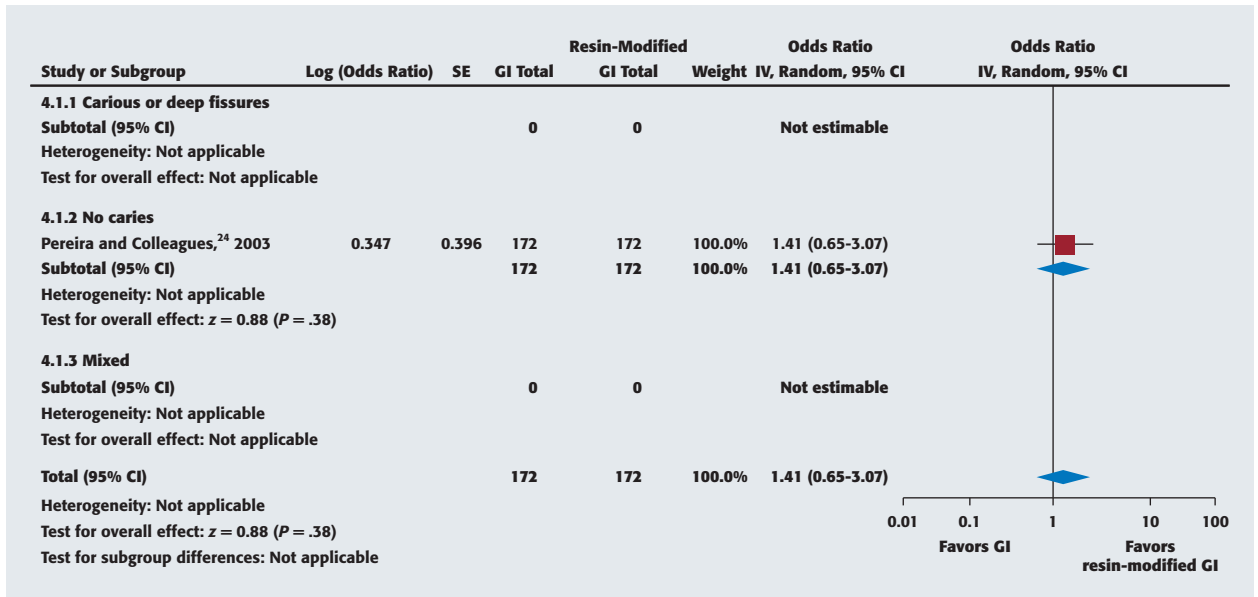 Resin-Modified Odds Ratio Odds Ratio
Study or Subgroup Log (Odds Ratio) SE GI Total GI Total Weight IV, Random, 95% CI IV, Random, 95% CI
4.1.1 Carious or deep fissures
Subtotal (95% CI) 0 0 Not estimable
Heterogeneity: Not applicable
Test for overall effect: Not applicable
4.1.2 No caries
Pereira and Colleagues,24 2003 0.347 0.396 172 172 100.0% 1.41 (0.65-3.07)
Subtotal (95% CI) 172 172 100.0% 1.41 (0.65-3.07)
Heterogeneity: Not applicable
Test for overall effect: z = 0.88 (P = .38)
4.1.3 Mixed
Subtotal (95% CI) 0 0 Not estimable
Heterogeneity: Not applicable
Test for overall effect: Not applicable
Total (95% CI) 172 172 100.0% 1.41 (0.65-3.07)
Heterogeneity: Not applicable
Test for overall effect: z = 0.88 (P = .38)
Test for subgroup differences: Not applicable
0.01 0.1 1 10 100
Favors GI Favors
resin-modified GI